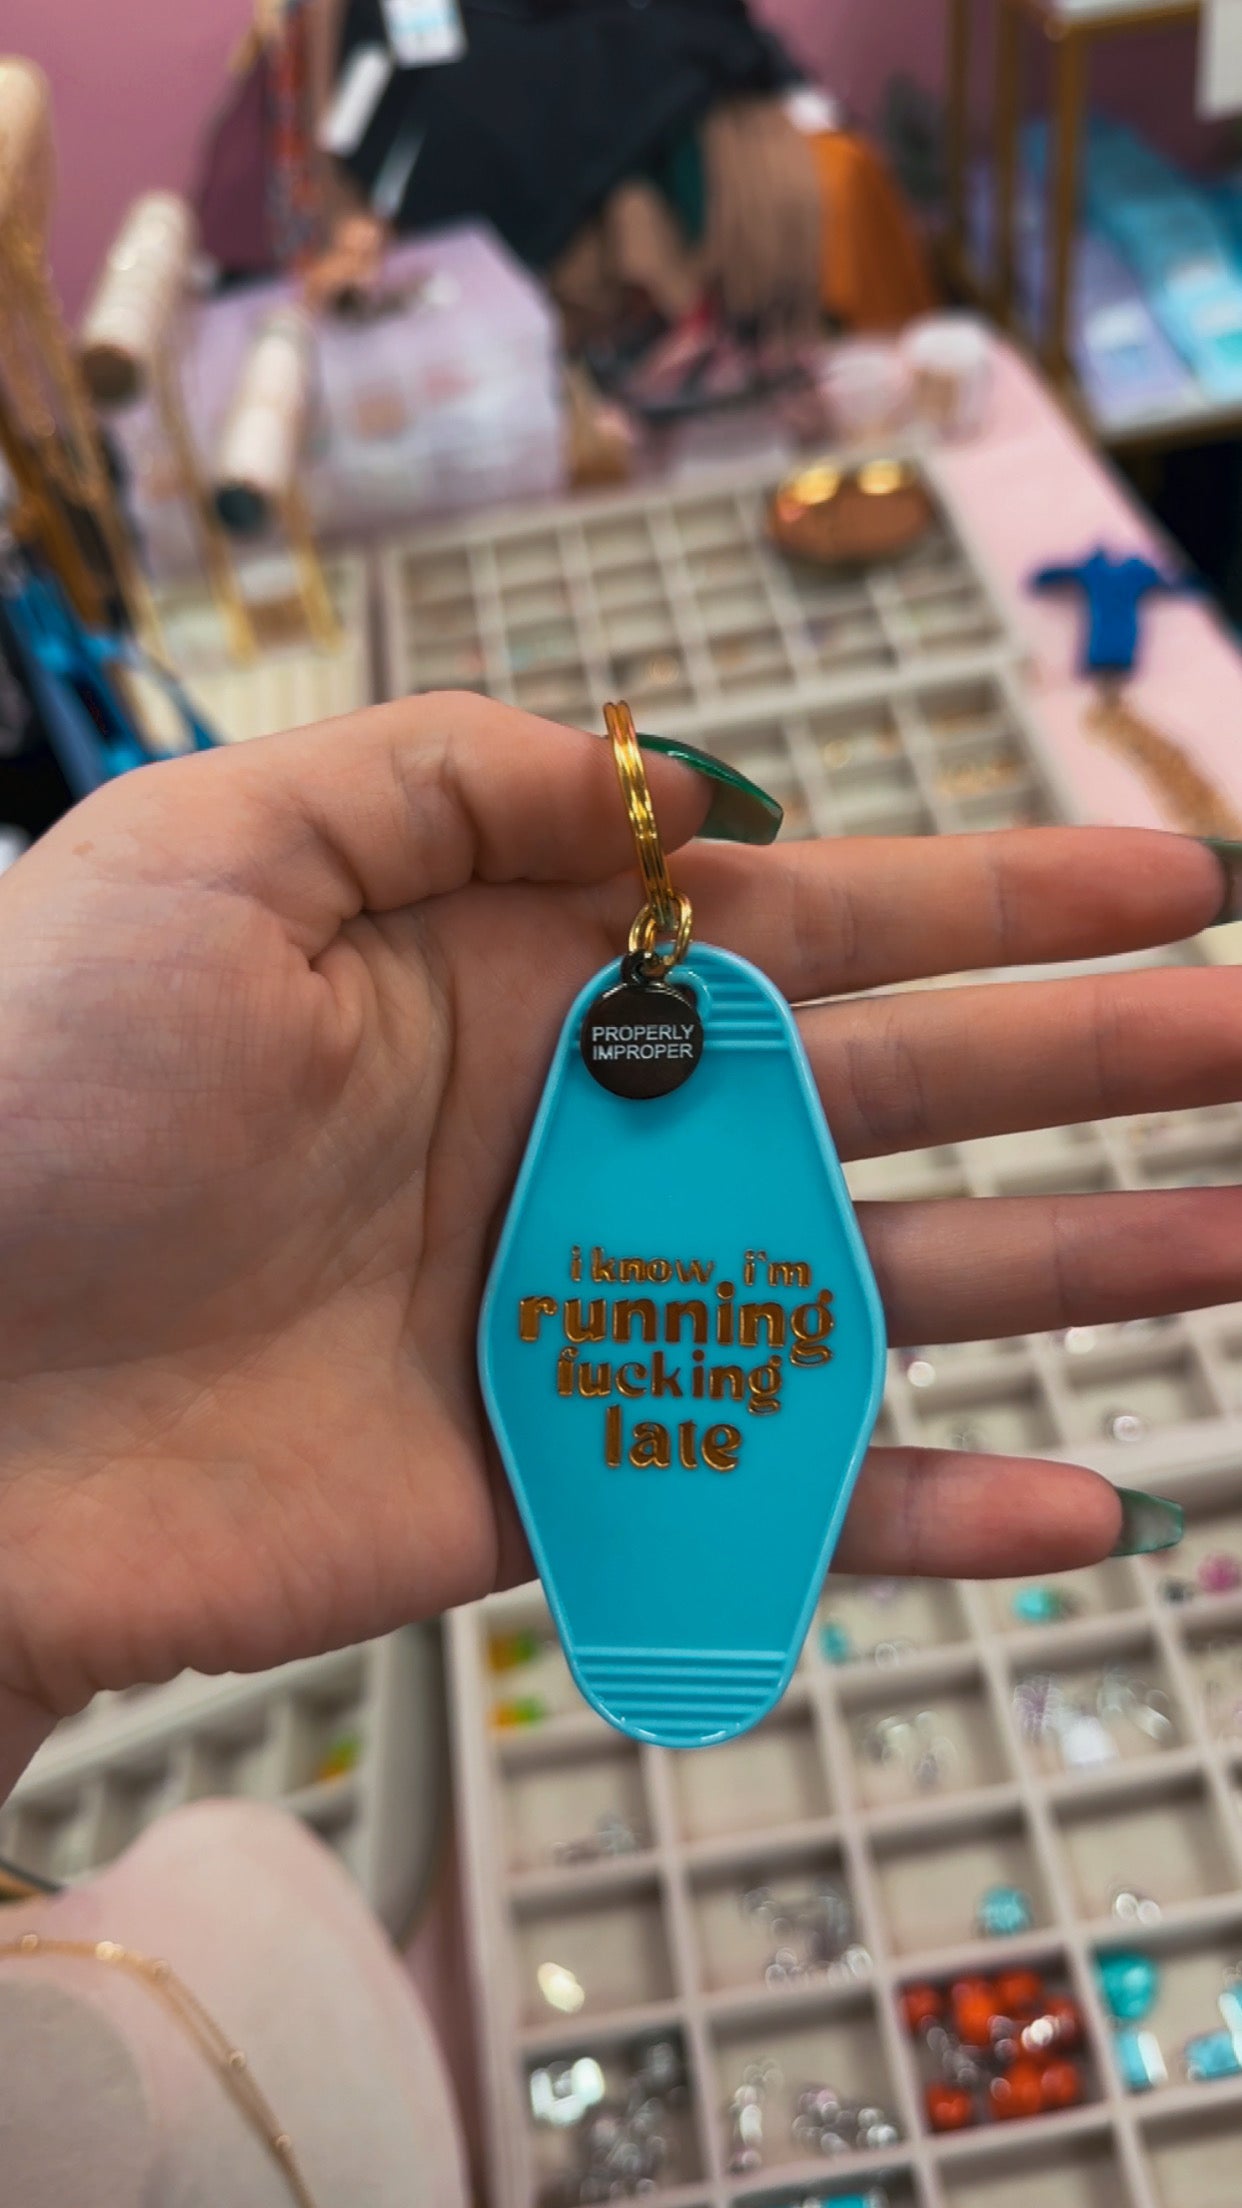 PROPERLY
IMPROPER
i know i'm
running
fucking
late